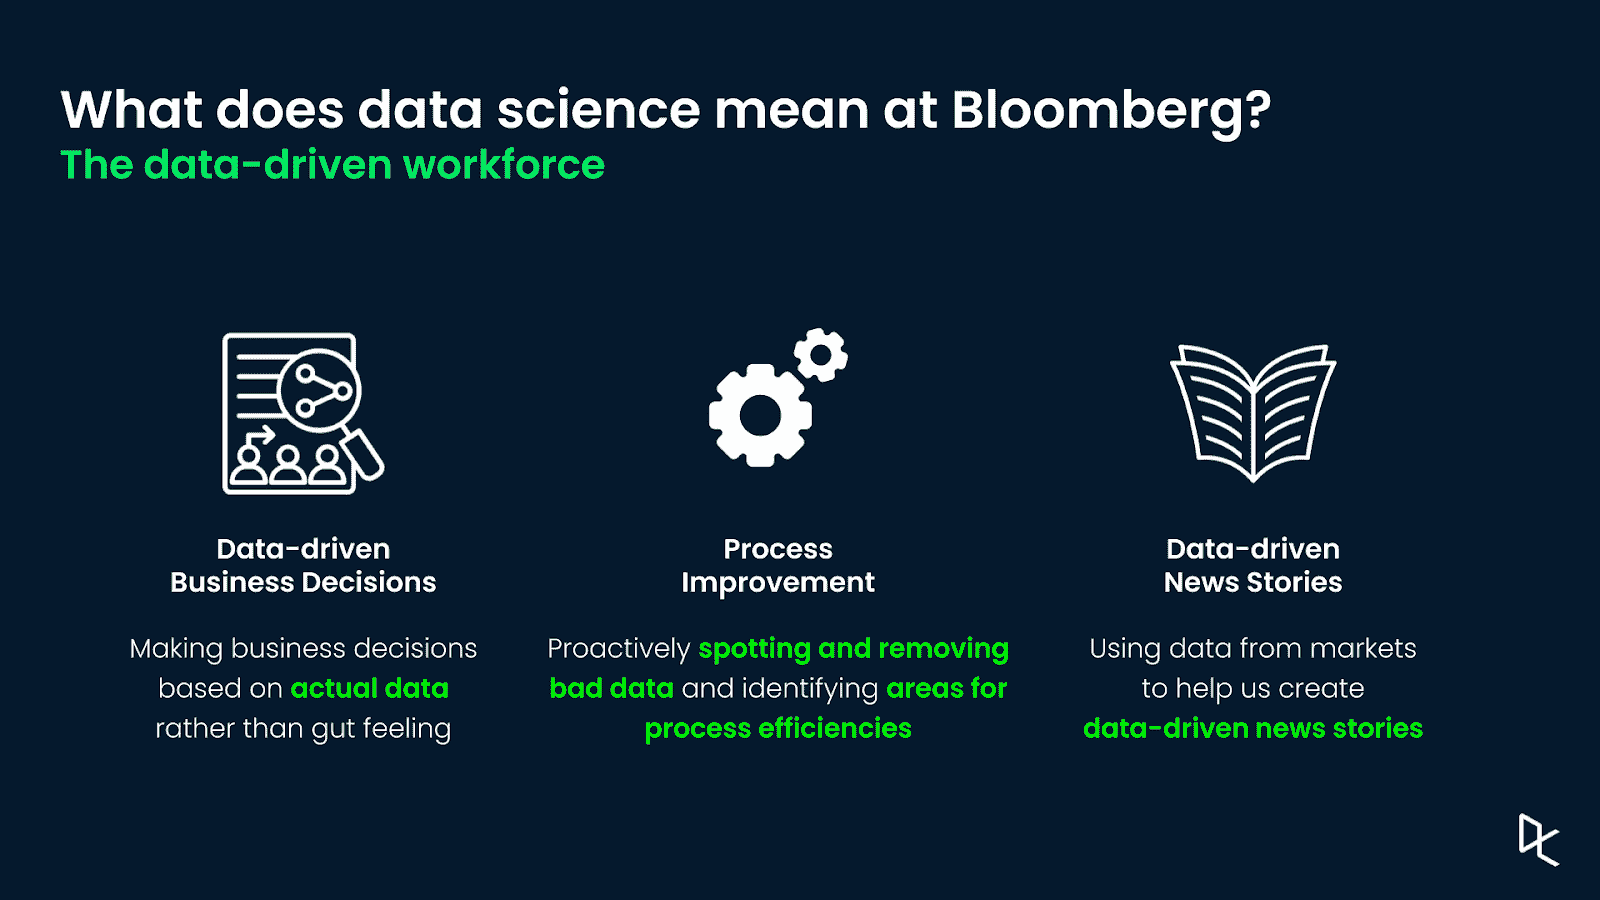 What does data science mean at Bloomberg?
The data-driven workforce
Data-driven
Business Decisions
Making business decisions
based on actual data
rather than gut feeling
Process
Improvement
Proactively spotting and removing
bad data and identifying areas for
process efficiencies
Data-driven
News Stories
Using data from markets
to help us create
data-driven news stories